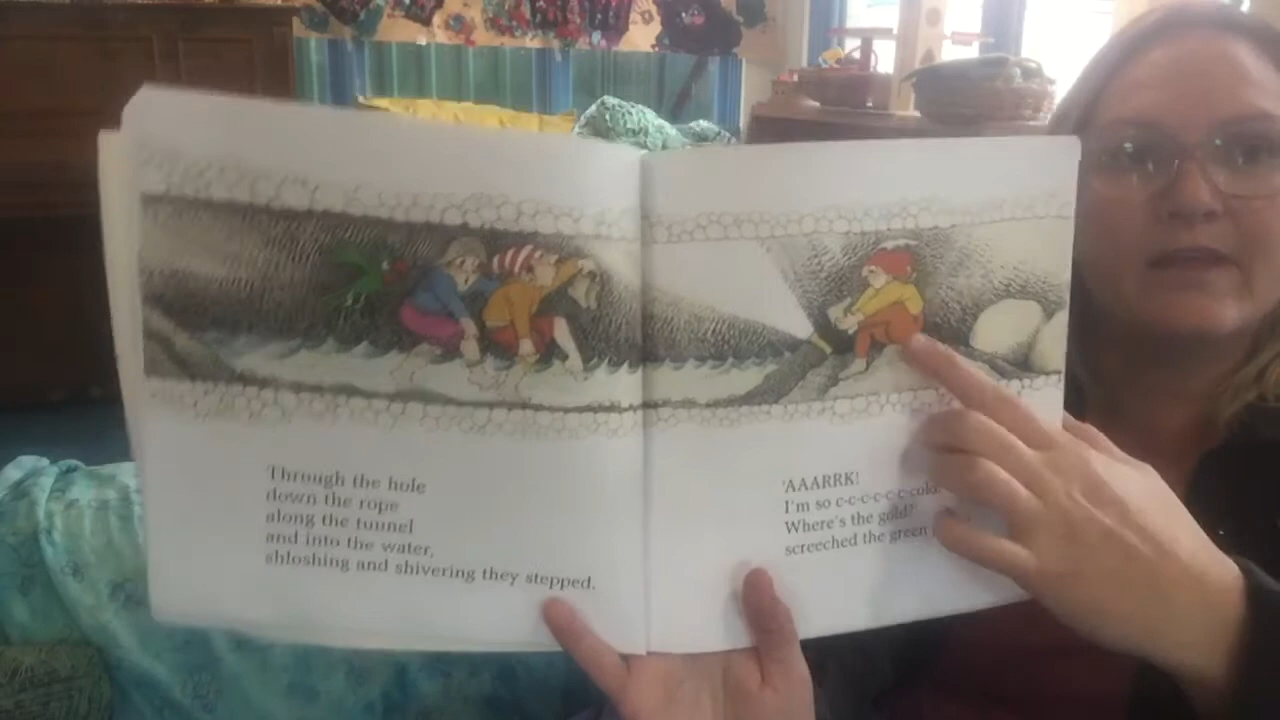 Through the hole
down the rope
along the tunnel
and into the water,
shloshing and shivering they stepped.
'AAARRK!
I'm so c-c-c-c-c-c-cold.
Where's the gold?'
screeched the green